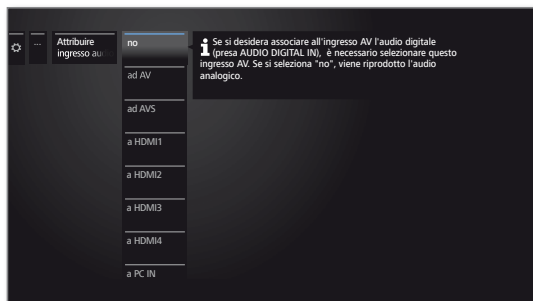 ...
Attribuire
ingresso au
no
Se si desidera associare all'ingresso AV l'audio digitale
(presa AUDIO DIGITAL IN), è necessario selezionare questo
ingresso AV. Se si seleziona "no", viene riprodotto l'audio
analogico.
ad AV
ad AVS
a HDMI1
a HDMI2
a HDMI3
a HDMI4
a PC IN